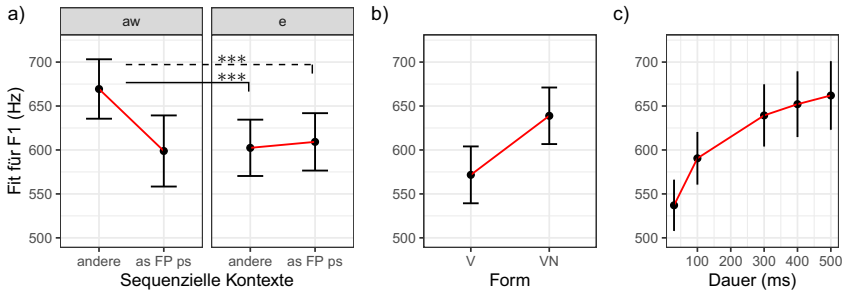 a)
aw
e
Fit für F1 (Hz)
700
650
600
550
500
***
***
andere
as FP ps
andere
as FP ps
Sequenzielle Kontexte
b)
700
650
600
550
500
V
VN
Form
c)
700
650
600
550
500
100 200 300 400 500
Dauer (ms)